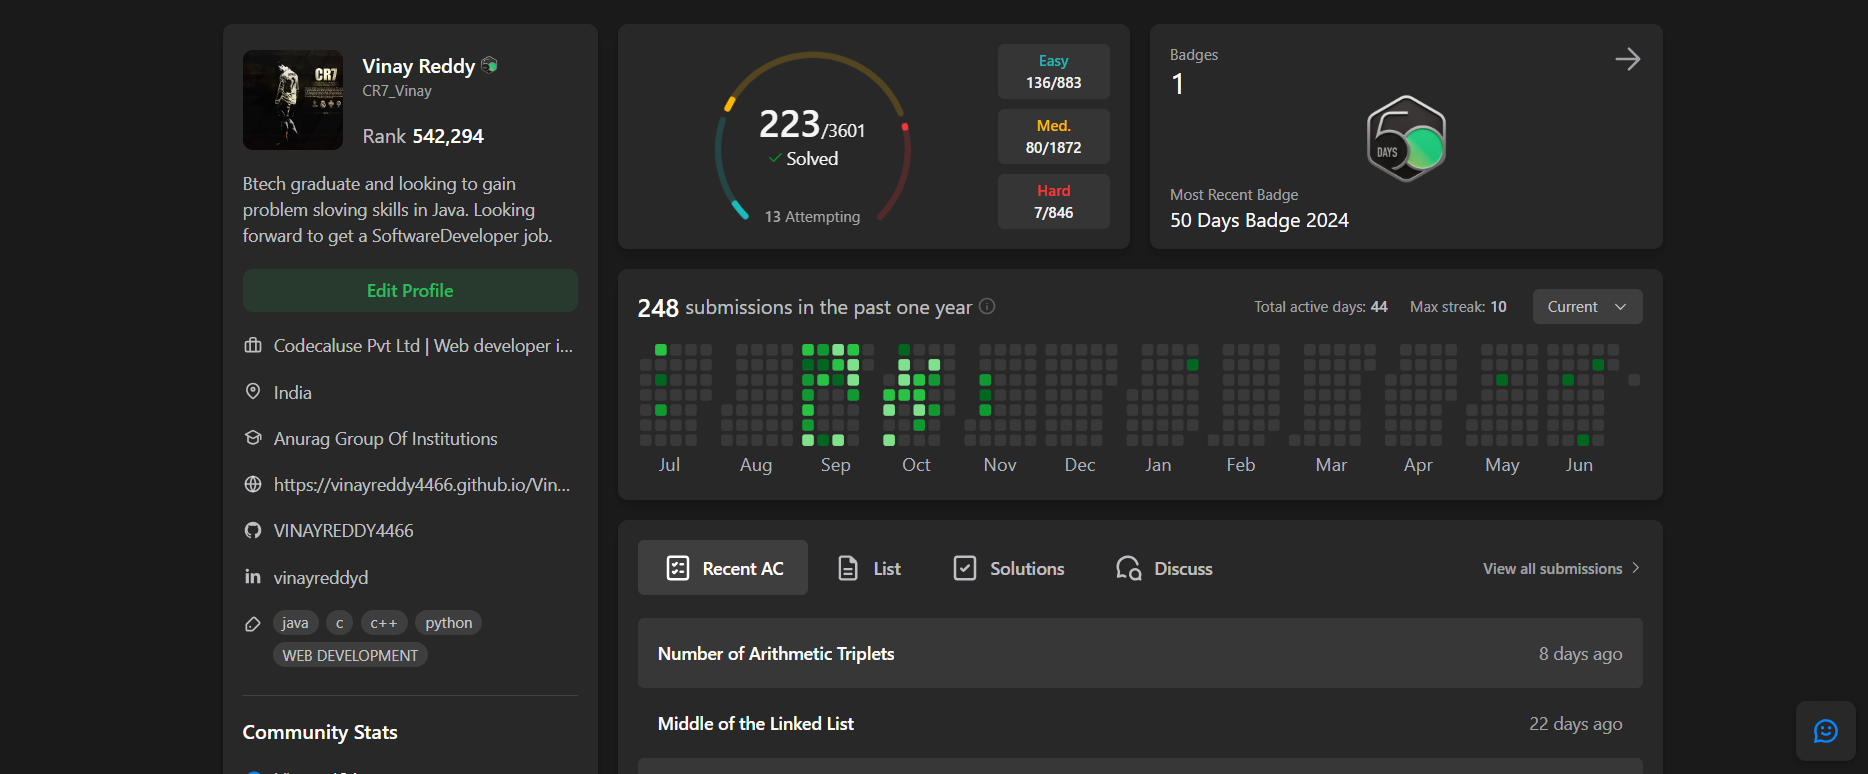 CR7
Vinay Reddy
CR7_Vinay
Rank 542,294
Btech graduate and looking to gain
problem sloving skills in Java. Looking
forward to get a SoftwareDeveloper job.
Edit Profile
Codecaluse Pvt Ltd | Web developer i...
India
Anurag Group Of Institutions
https://vinayreddy4466.github.io/Vin...
VINAYREDDY4466
vinayreddyd
java c c++ python
WEB DEVELOPMENT
Community Stats
223/3601
Solved
13 Attempting
Easy
136/883
Med.
80/1872
Hard
7/846
Badges
1
50
DAYS
Most Recent Badge
50 Days Badge 2024
248 submissions in the past one year
Total active days: 44 Max streak: 10 Current
Jul Aug Sep Oct Nov Dec Jan Feb Mar Apr May Jun
Recent AC List Solutions Discuss View all submissions
Number of Arithmetic Triplets 8 days ago
Middle of the Linked List 22 days ago